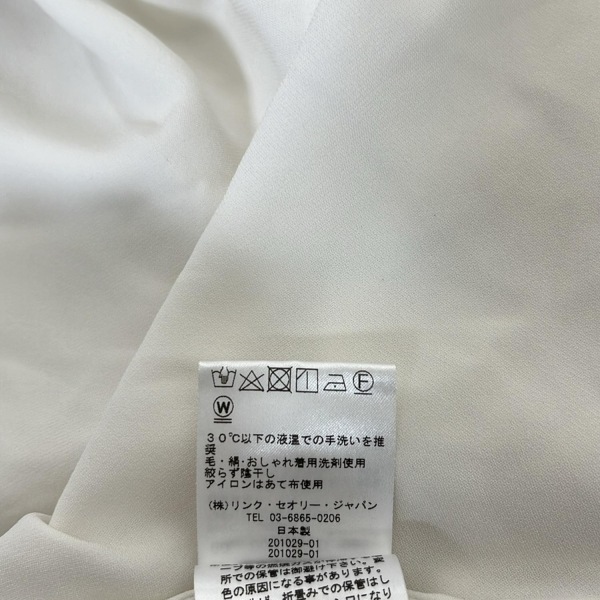 F
W
30℃以下の液温での手洗いを推
奨
毛・絹・おしゃれ着用洗剤使用
絞らず陰干し
アイロンはあて布使用
(株)リンク・セオリー・ジャパン
TEL 03-6865-0206
日本製
201029-01
201029-01
所での保管は御避け下さい。変
色の原因になる事があります。